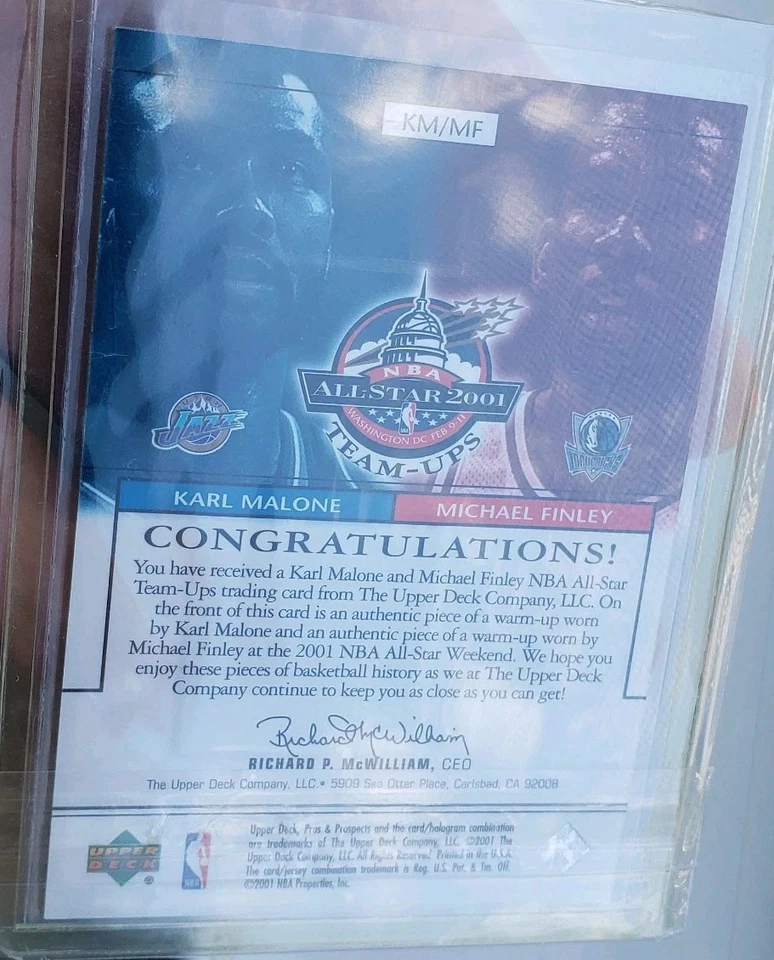 KM/MF
NBA
ALL STAR 2001
WASHINGTON DC FEB 9-11
TEAM-UPS
JAZZ
MAVERICKS
KARL MALONE
MICHAEL FINLEY
CONGRATULATIONS!
You have received a Karl Malone and Michael Finley NBA All-Star
Team-Ups trading card from The Upper Deck Company, LLC. On
the front of this card is an authentic piece of a warm-up worn
by Karl Malone and an authentic piece of a warm-up worn by
Michael Finley at the 2001 NBA All-Star Weekend. We hope you
enjoy these pieces of basketball history as we at The Upper Deck
Company continue to keep you as close as you can get!
Richard P. McWilliam
RICHARD P. McWILLIAM, CEO
The Upper Deck Company, LLC.• 5909 Sea Otter Place, Carlsbad, CA 92008
Upper Deck, Pros & Prospects and the card/hologram combination
are trademarks of The Upper Deck Company, LLC. ©2001 The
Upper Deck Company, LLC. All Rights Reserved. Printed in the U.S.A.
The card/jersey combination trademark is Reg. U.S. Pat. & Tm. Off.
©2001 NBA Properties, Inc.
UPPER
DECK
®
NBA